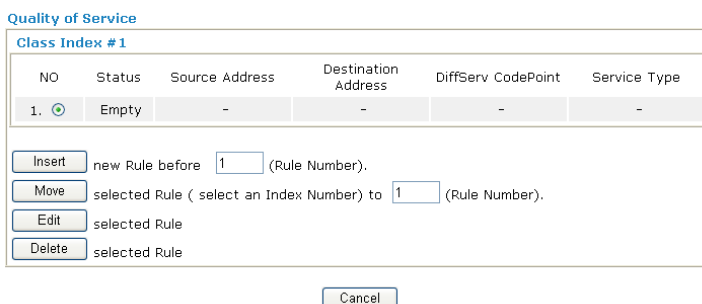 Quality of Service
Class Index #1
NO Status Source Address Destination Address DiffServ CodePoint Service Type
1. Empty - - - -
Insert new Rule before 1 (Rule Number).
Move selected Rule ( select an Index Number) to 1 (Rule Number).
Edit selected Rule
Delete selected Rule
Cancel